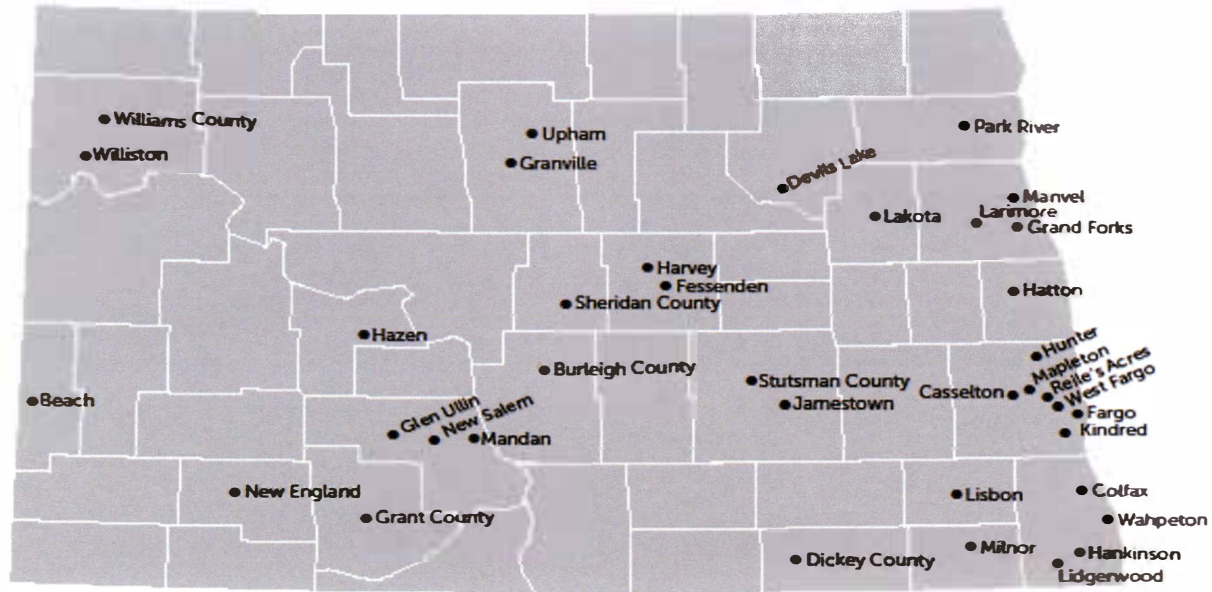 Williams County
Williston
Upham
Granville
Park River
Devils Lake
Manvel
Lakota
Larimore
Grand Forks
Harvey
Fessenden
Sheridan County
Hatton
Hazen
Burleigh County
Stutsman County
Jamestown
Hunter
Mapleton
Reile's Acres
West Fargo
Casselton
Fargo
Kindred
Beach
Glen Ullin
New Salem
Mandan
New England
Grant County
Lisbon
Colfax
Wahpeton
Dickey County
Milnor
Hankinson
Lidgerwood